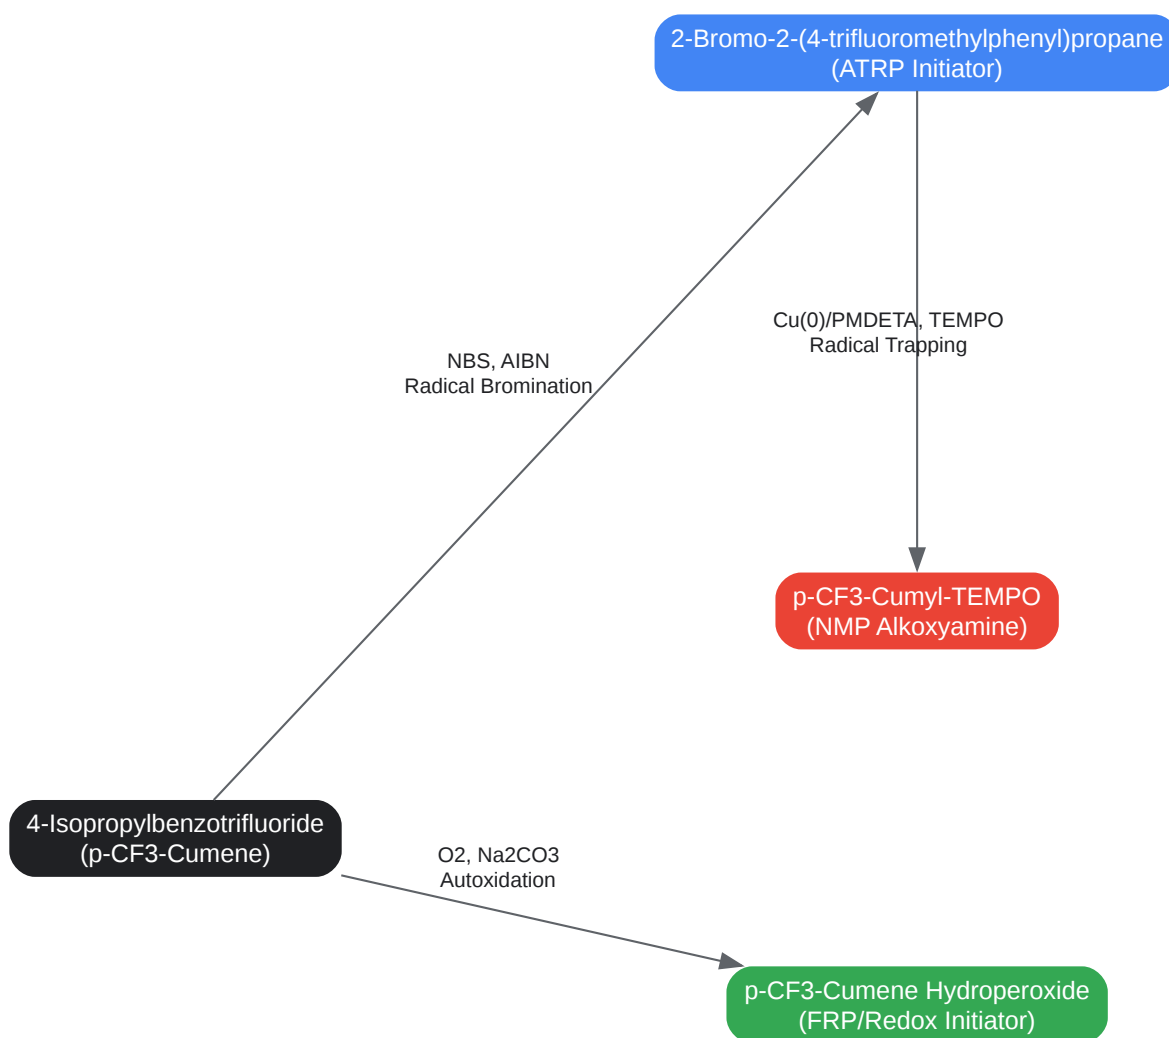 2-Bromo-2-(4-trifluoromethylphenyl)propane
(ATRP Initiator)
Cu(0)/PMDETA, TEMPO
Radical Trapping
NBS, AIBN
Radical Bromination
p-CF3-Cumyl-TEMPO
(NMP Alkoxyamine)
4-Isopropylbenzotrifluoride
(p-CF3-Cumene)
O2, Na2CO3
Autoxidation
p-CF3-Cumene Hydroperoxide
(FRP/Redox Initiator)